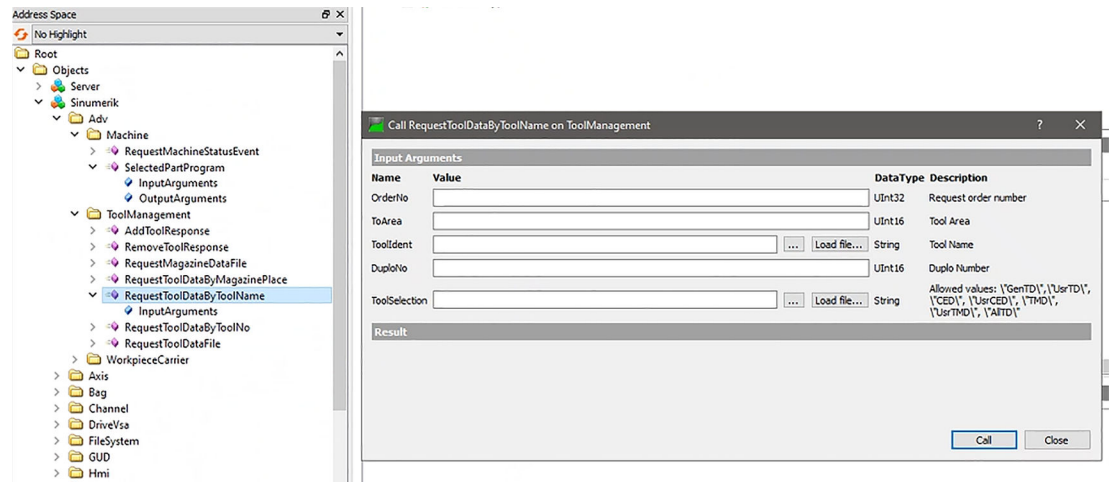 Address Space
No Highlight
Root
Objects
Server
Sinumerik
Adv
Machine
RequestMachineStatusEvent
SelectedPartProgram
InputArguments
OutputArguments
ToolManagement
AddToolResponse
RemoveToolResponse
RequestMagazineDataFile
RequestToolDataByMagazinePlace
RequestToolDataByToolName
InputArguments
RequestToolDataByToolNo
RequestToolDataFile
WorkpieceCarrier
Axis
Bag
Channel
DriveVsa
FileSystem
GUD
Hmi
Call RequestToolDataByToolName on ToolManagement ? ×
Input Arguments
Name Value DataType Description
OrderNo UInt32 Request order number
ToArea UInt16 Tool Area
ToolIdent ... Load file... String Tool Name
DuploNo UInt16 Duplo Number
ToolSelection ... Load file... String Allowed values: \"GenTD\",\"UsrTD\",
\"CED\", \"UsrCED\", \"TMD\",
\"UsrTMD\", \"AllTD\"
Result
Call Close